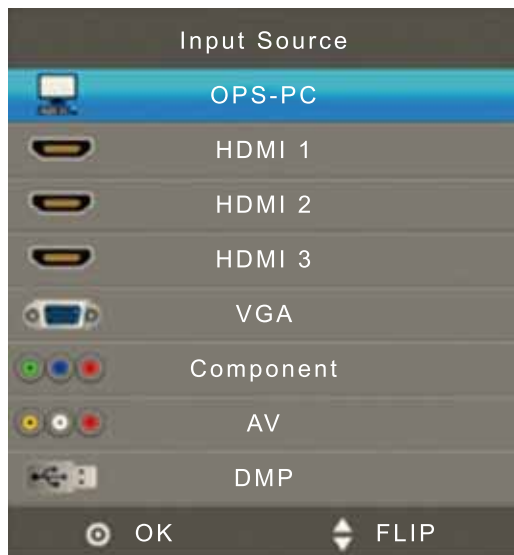 Input Source
OPS-PC
HDMI 1
HDMI 2
HDMI 3
VGA
Component
AV
DMP
OK FLIP